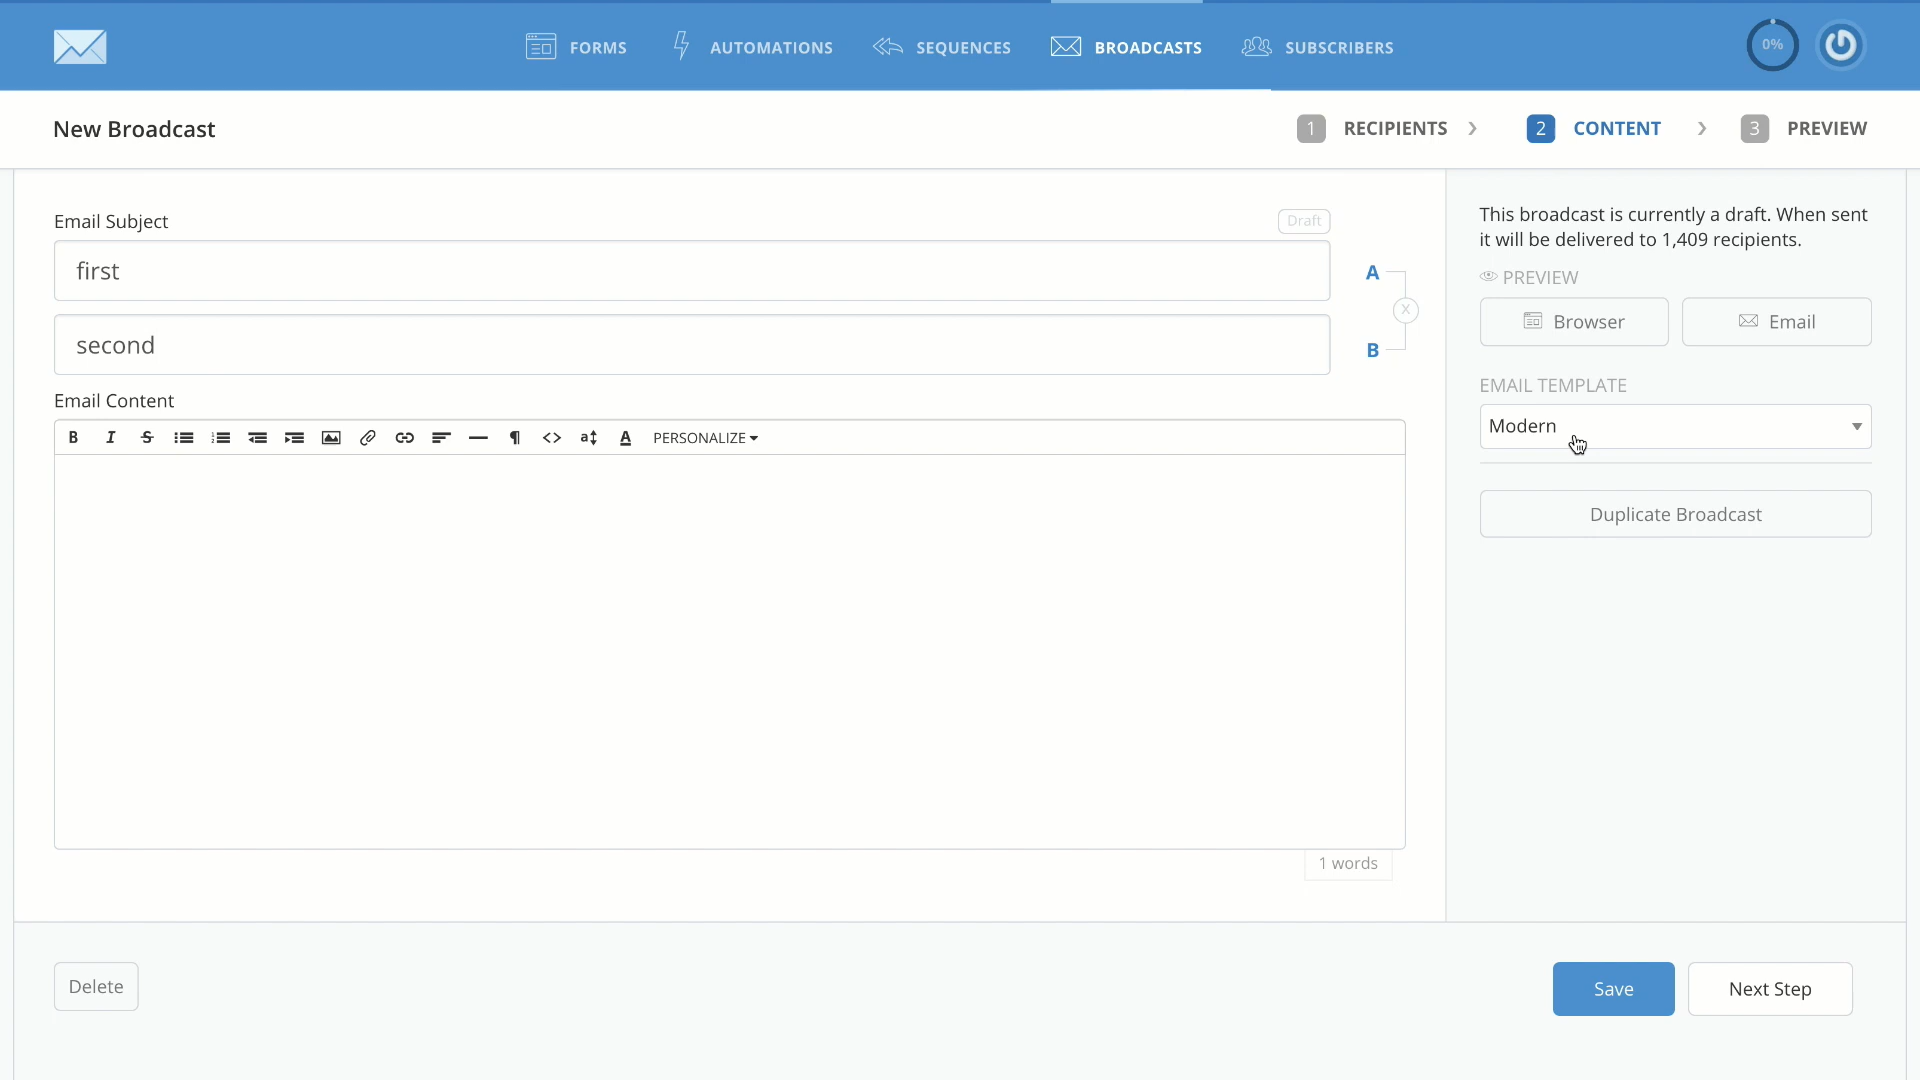 FORMS AUTOMATIONS SEQUENCES BROADCASTS SUBSCRIBERS 0%
New Broadcast 1 RECIPIENTS 2 CONTENT 3 PREVIEW
Email Subject Draft
first
A
X
second
B
Email Content
B I S a A PERSONALIZE
1 words
This broadcast is currently a draft. When sent
it will be delivered to 1,409 recipients.
PREVIEW
Browser Email
EMAIL TEMPLATE
Modern
Duplicate Broadcast
Delete Save Next Step